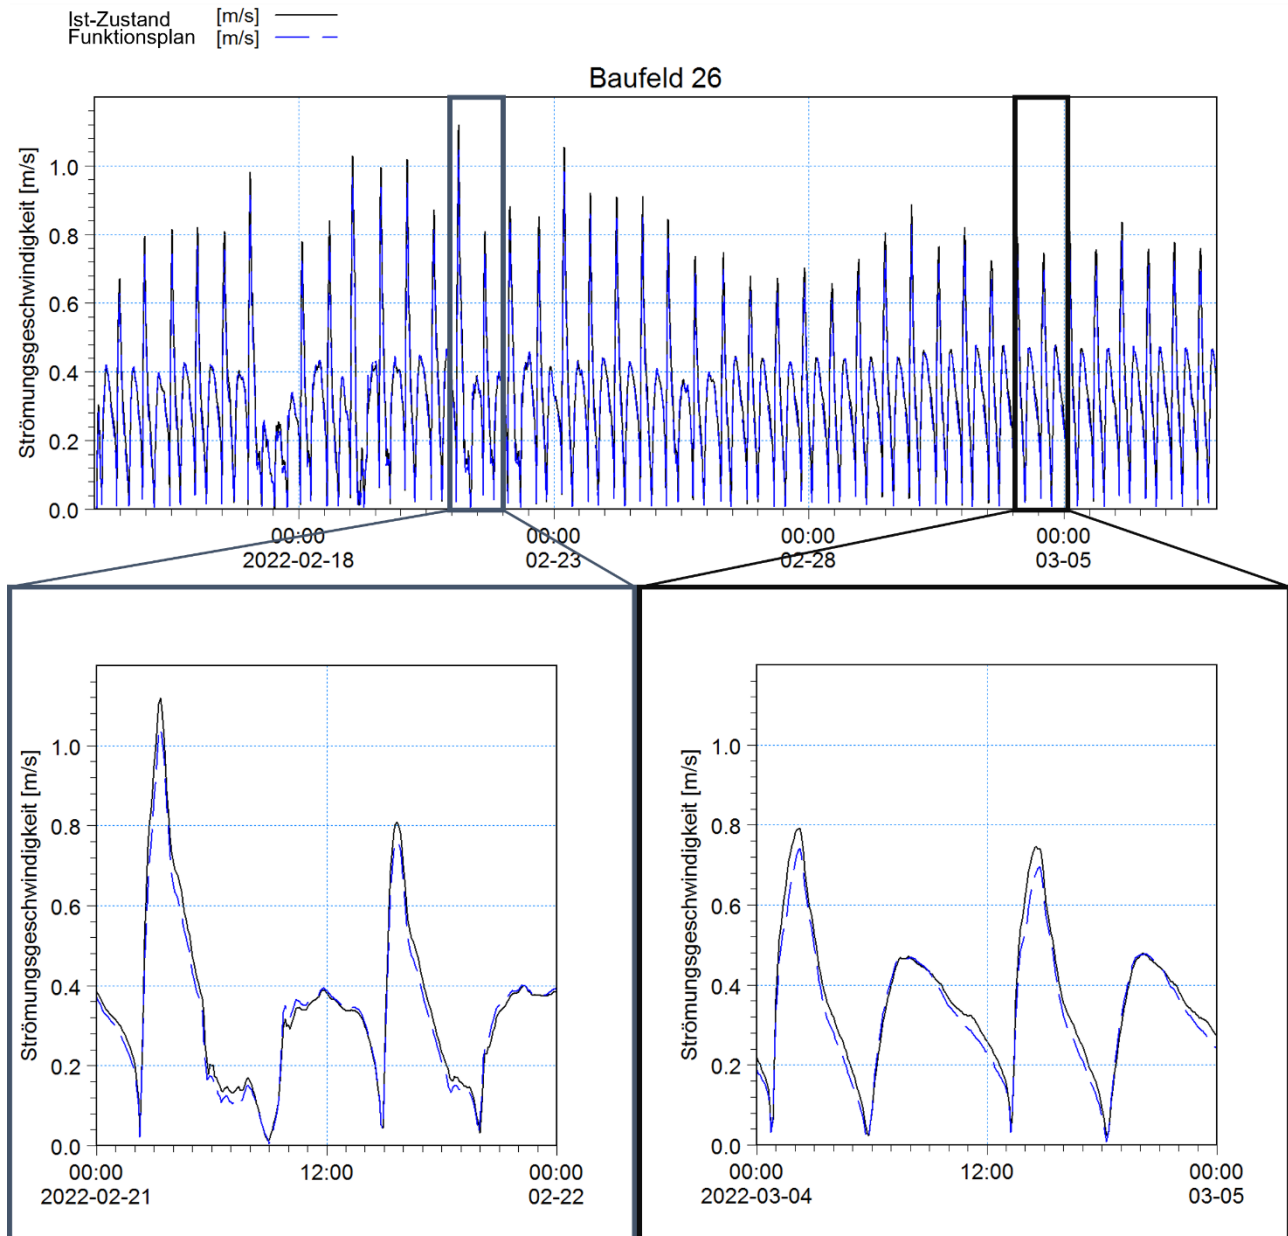 Ist-Zustand [m/s]
Funktionsplan [m/s]
Baufeld 26
Strömungsgeschwindigkeit [m/s]
1.0
0.8
0.6
0.4
0.2
0.0
00:00 00:00 00:00 00:00
2022-02-18 02-23 02-28 03-05
Strömungsgeschwindigkeit [m/s]
1.0
0.8
0.6
0.4
0.2
0.0
00:00 12:00 00:00
2022-02-21 02-22
Strömungsgeschwindigkeit [m/s]
1.0
0.8
0.6
0.4
0.2
0.0
00:00 12:00 00:00
2022-03-04 03-05